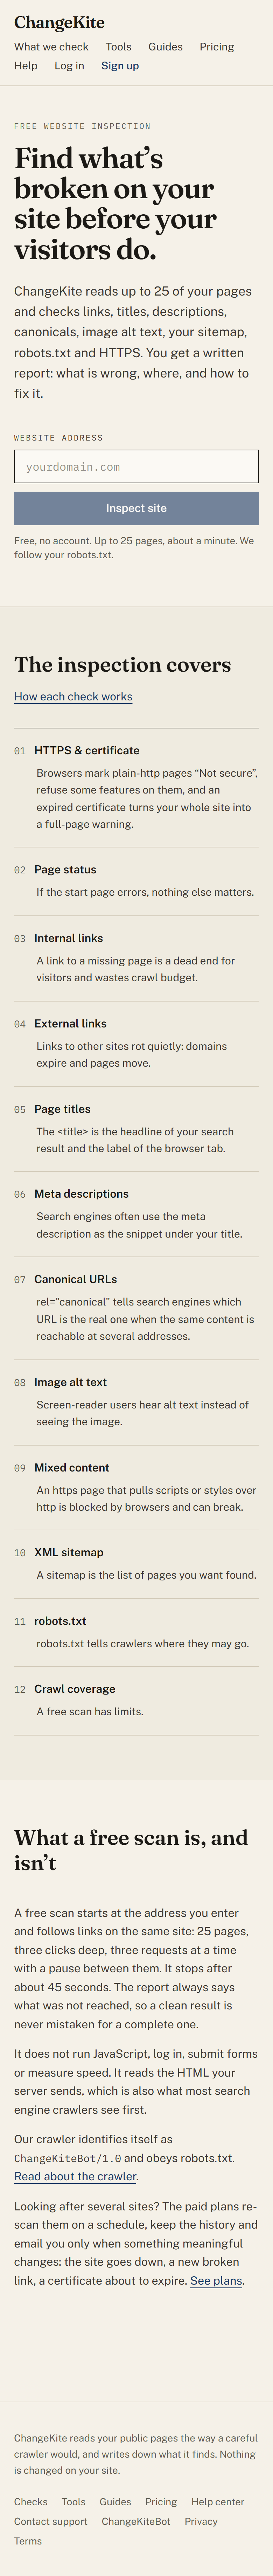 ChangeKite
What we check Tools Guides Pricing
Help Log in Sign up
FREE WEBSITE INSPECTION
Find what’s
broken on your
site before your
visitors do.
ChangeKite reads up to 25 of your pages
and checks links, titles, descriptions,
canonicals, image alt text, your sitemap,
robots.txt and HTTPS. You get a written
report: what is wrong, where, and how to
fix it.
WEBSITE ADDRESS
yourdomain.com
Inspect site
Free, no account. Up to 25 pages, about a minute. We
follow your robots.txt.
The inspection covers
How each check works
01 HTTPS & certificate
Browsers mark plain-http pages “Not secure”,
refuse some features on them, and an
expired certificate turns your whole site into
a full-page warning.
02 Page status
If the start page errors, nothing else matters.
03 Internal links
A link to a missing page is a dead end for
visitors and wastes crawl budget.
04 External links
Links to other sites rot quietly: domains
expire and pages move.
05 Page titles
The <title> is the headline of your search
result and the label of the browser tab.
06 Meta descriptions
Search engines often use the meta
description as the snippet under your title.
07 Canonical URLs
rel="canonical" tells search engines which
URL is the real one when the same content is
reachable at several addresses.
08 Image alt text
Screen-reader users hear alt text instead of
seeing the image.
09 Mixed content
An https page that pulls scripts or styles over
http is blocked by browsers and can break.
10 XML sitemap
A sitemap is the list of pages you want found.
11 robots.txt
robots.txt tells crawlers where they may go.
12 Crawl coverage
A free scan has limits.
What a free scan is, and
isn’t
A free scan starts at the address you enter
and follows links on the same site: 25 pages,
three clicks deep, three requests at a time
with a pause between them. It stops after
about 45 seconds. The report always says
what was not reached, so a clean result is
never mistaken for a complete one.
It does not run JavaScript, log in, submit forms
or measure speed. It reads the HTML your
server sends, which is also what most search
engine crawlers see first.
Our crawler identifies itself as
ChangeKiteBot/1.0 and obeys robots.txt.
Read about the crawler.
Looking after several sites? The paid plans re-
scan them on a schedule, keep the history and
email you only when something meaningful
changes: the site goes down, a new broken
link, a certificate about to expire. See plans.
ChangeKite reads your public pages the way a careful
crawler would, and writes down what it finds. Nothing
is changed on your site.
Checks Tools Guides Pricing Help center
Contact support ChangeKiteBot Privacy
Terms